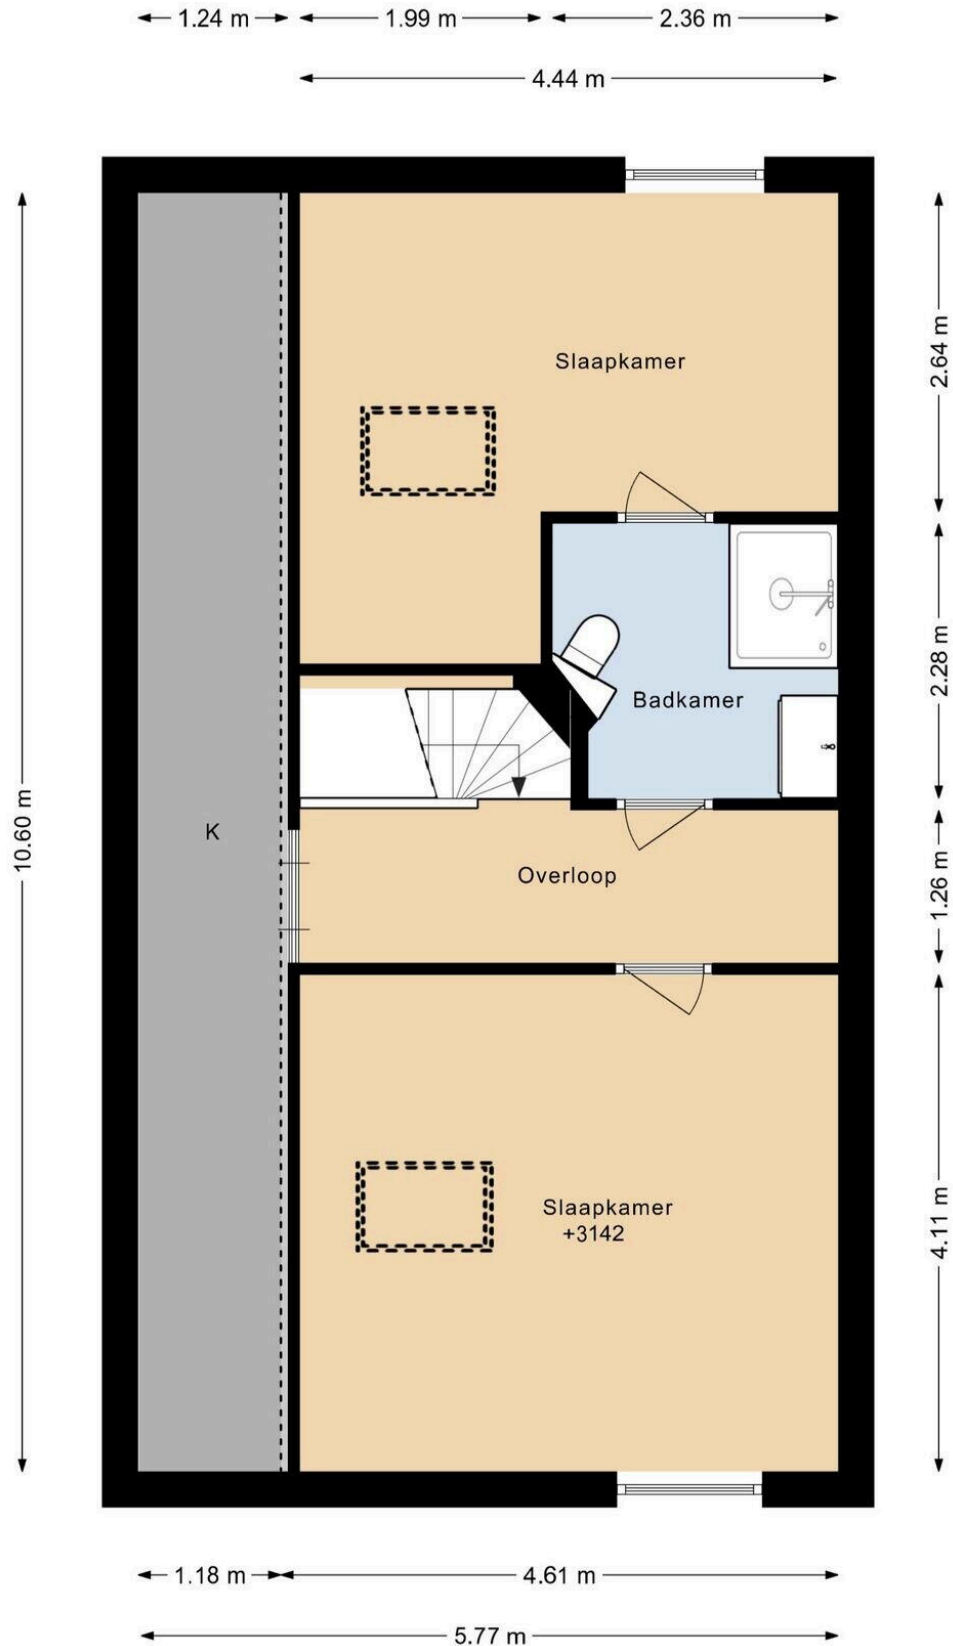 1.24 m
1.99 m
2.36 m
4.44 m
2.64 m
Slaapkamer
2.28 m
Badkamer
10.60 m
K
Overloop
1.26 m
4.11 m
Slaapkamer
+3142
1.18 m
4.61 m
5.77 m